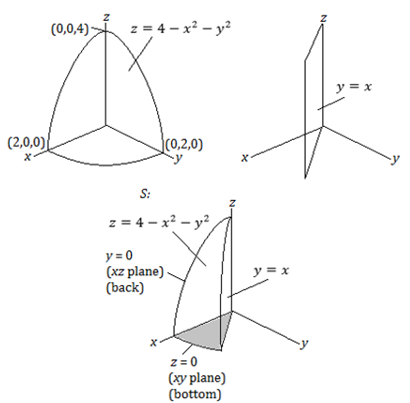 z
(0,0,4)
z = 4 − x² − y²
(2,0,0)
x
(0,2,0)
y
z
y = x
x
y
S:
z
z = 4 − x² − y²
y = 0
(xz plane)
(back)
y = x
x
y
z = 0
(xy plane)
(bottom)